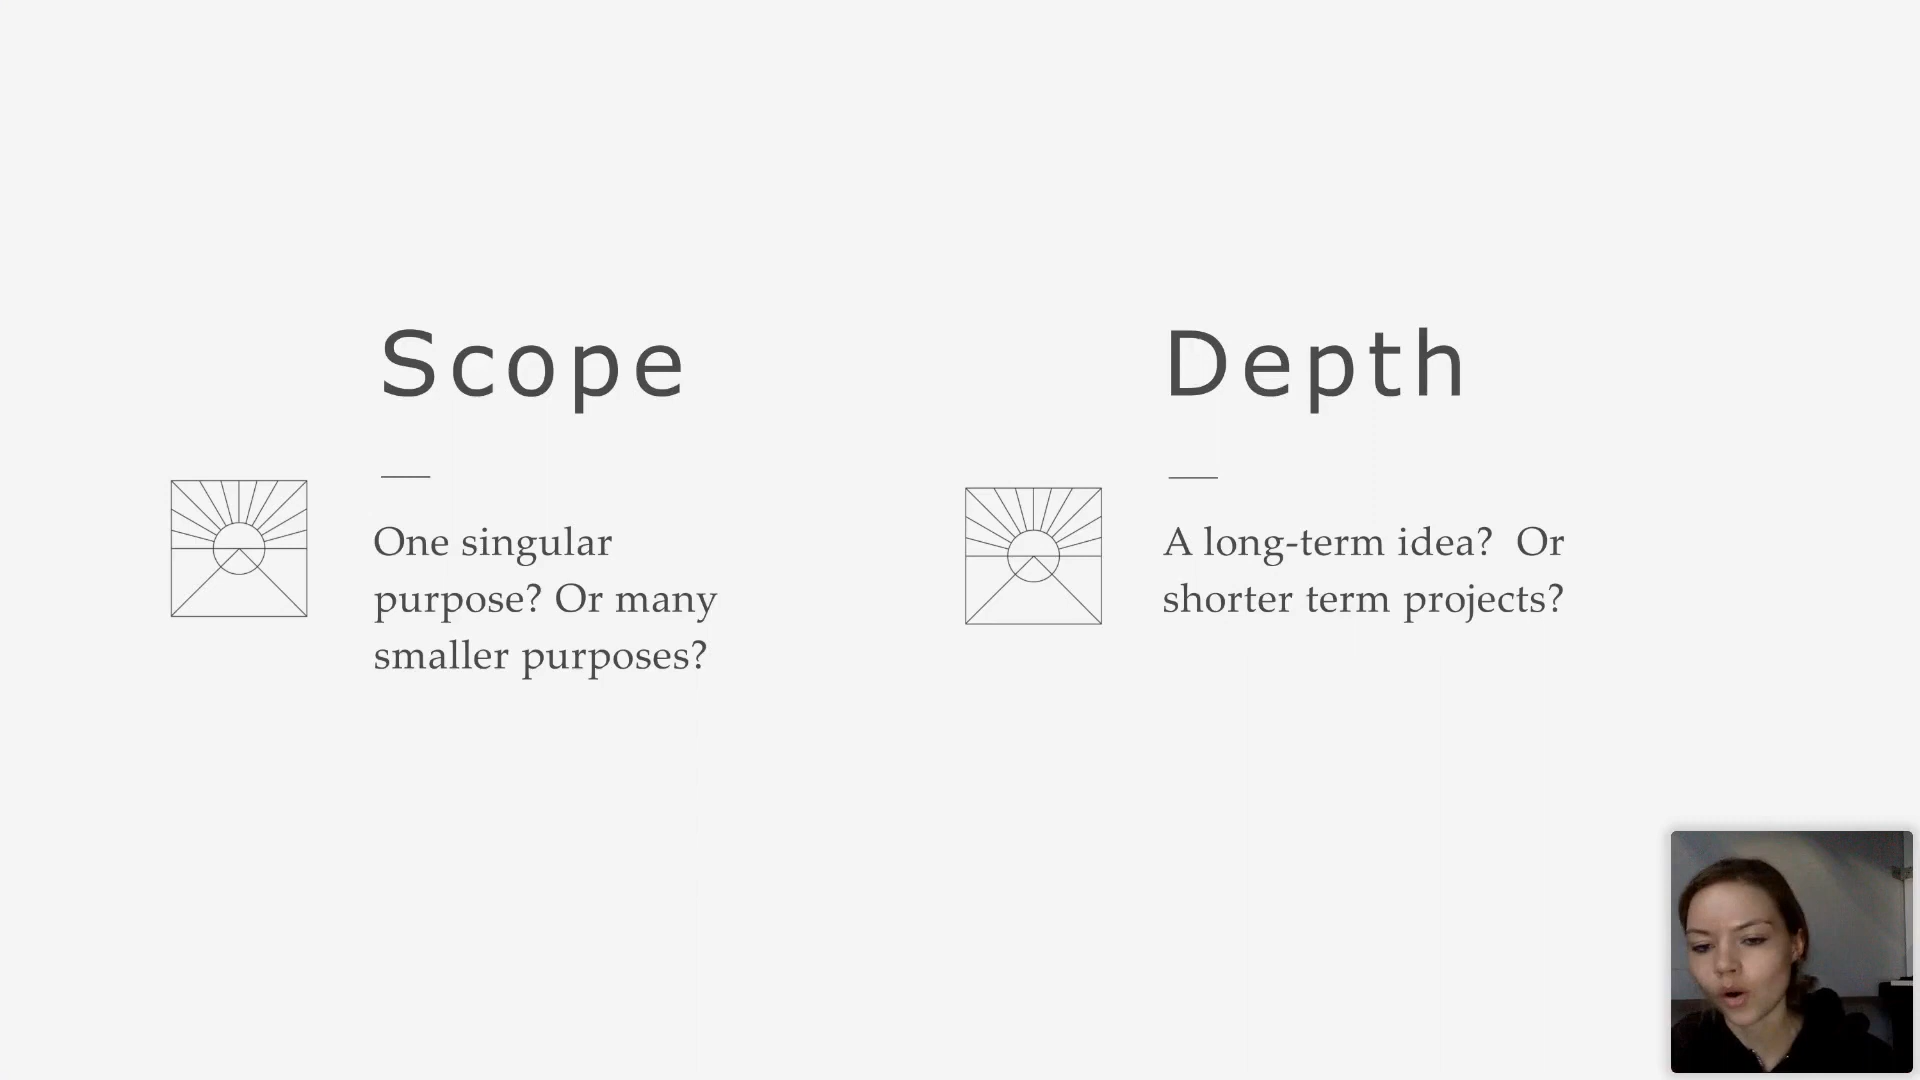 Scope
One singular
purpose? Or many
smaller purposes?
Depth
A long-term idea?  Or
shorter term projects?